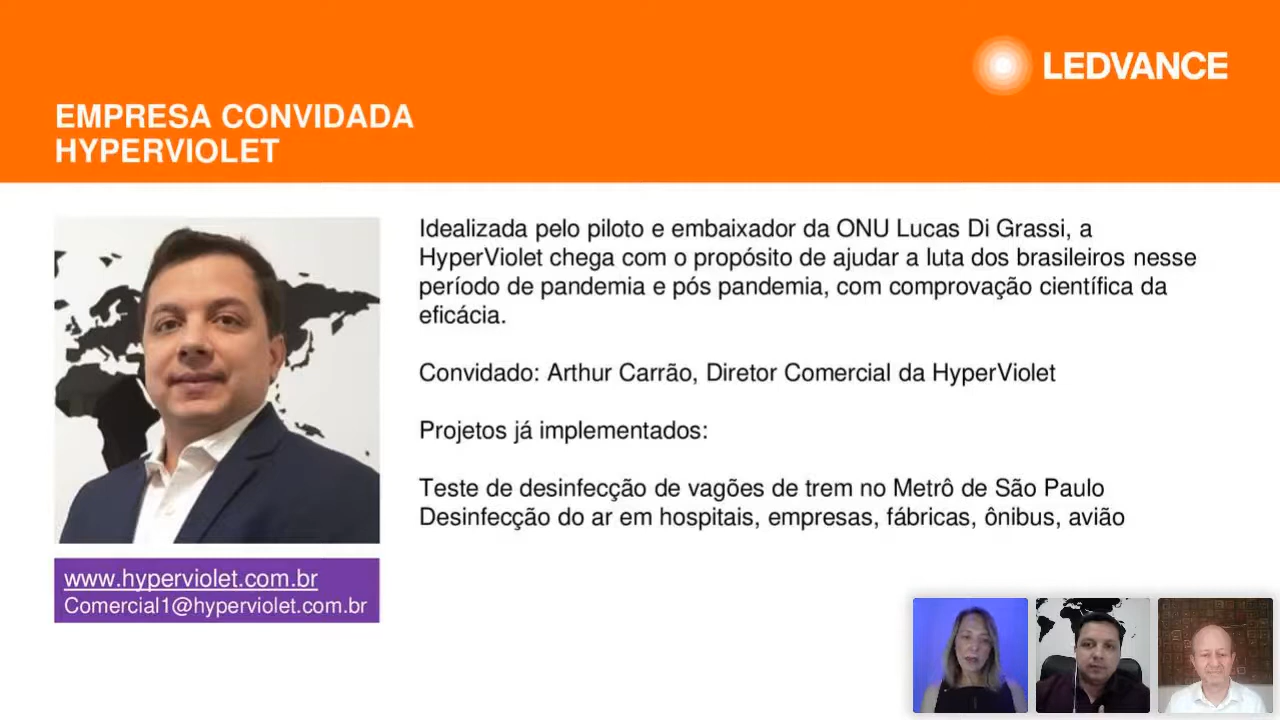 LEDVANCE
EMPRESA CONVIDADA
HYPERVIOLET
Idealizada pelo piloto e embaixador da ONU Lucas Di Grassi, a
HyperViolet chega com o propósito de ajudar a luta dos brasileiros nesse
período de pandemia e pós pandemia, com comprovação científica da
eficácia.
Convidado: Arthur Carrão, Diretor Comercial da HyperViolet
Projetos já implementados:
Teste de desinfecção de vagões de trem no Metrô de São Paulo
Desinfecção do ar em hospitais, empresas, fábricas, ônibus, avião
www.hyperviolet.com.br
Comercial1@hyperviolet.com.br